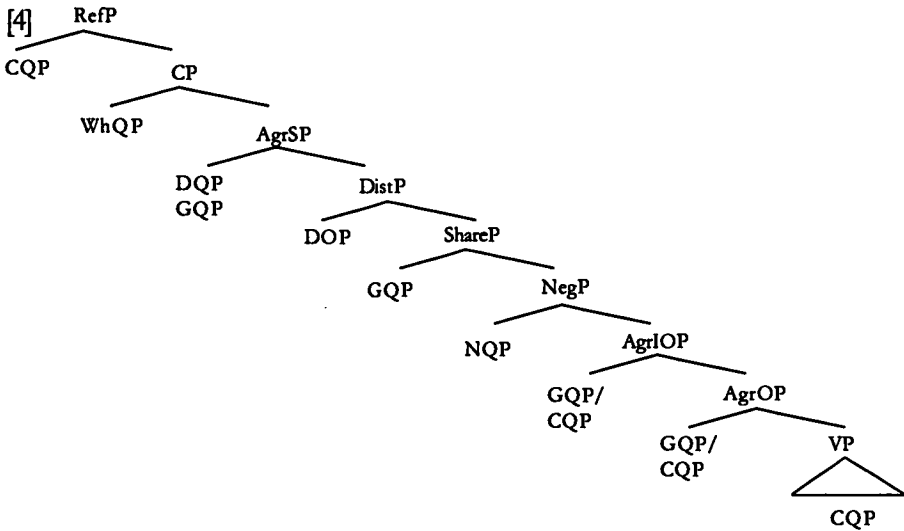 [4] RefP
CQP
CP
WhQP
AgrSP
DQP
GQP
DistP
DOP
ShareP
GQP
NegP
NQP
AgrIOP
GQP/
CQP
AgrOP
GQP/
CQP
VP
CQP